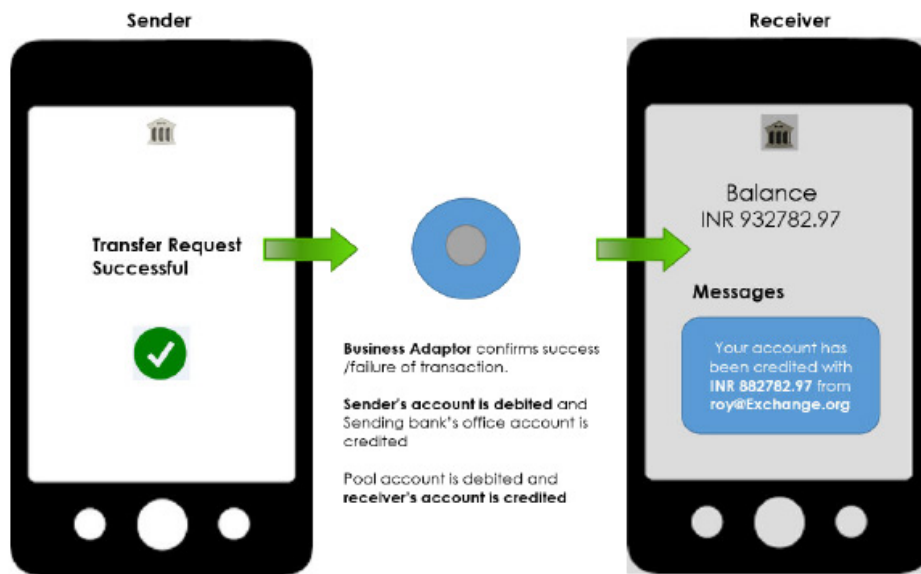 Sender
Receiver
Transfer Request
Successful
Business Adaptor confirms success
/failure of transaction.
Sender's account is debited and
Sending bank's office account is
credited
Pool account is debited and
receiver's account is credited
Balance
INR 932782.97
Messages
Your account has
been credited with
INR 882782.97 from
roy@Exchange.org